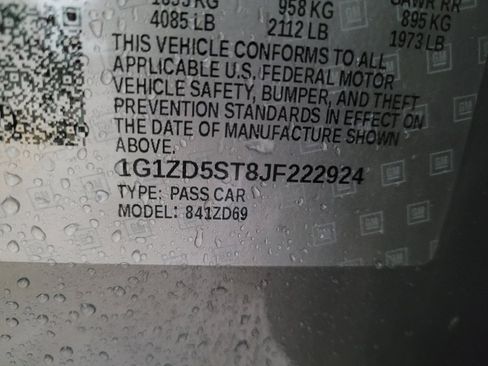 4085 LB 2112 LB 1973 LB
958 KG GAWR RR
895 KG
THIS VEHICLE CONFORMS TO ALL
APPLICABLE U.S. FEDERAL MOTOR
VEHICLE SAFETY, BUMPER, AND THEFT
PREVENTION STANDARDS IN EFFECT ON
THE DATE OF MANUFACTURE SHOWN
ABOVE.
1G1ZD5ST8JF222924
TYPE: PASS CAR
MODEL: 841ZD69